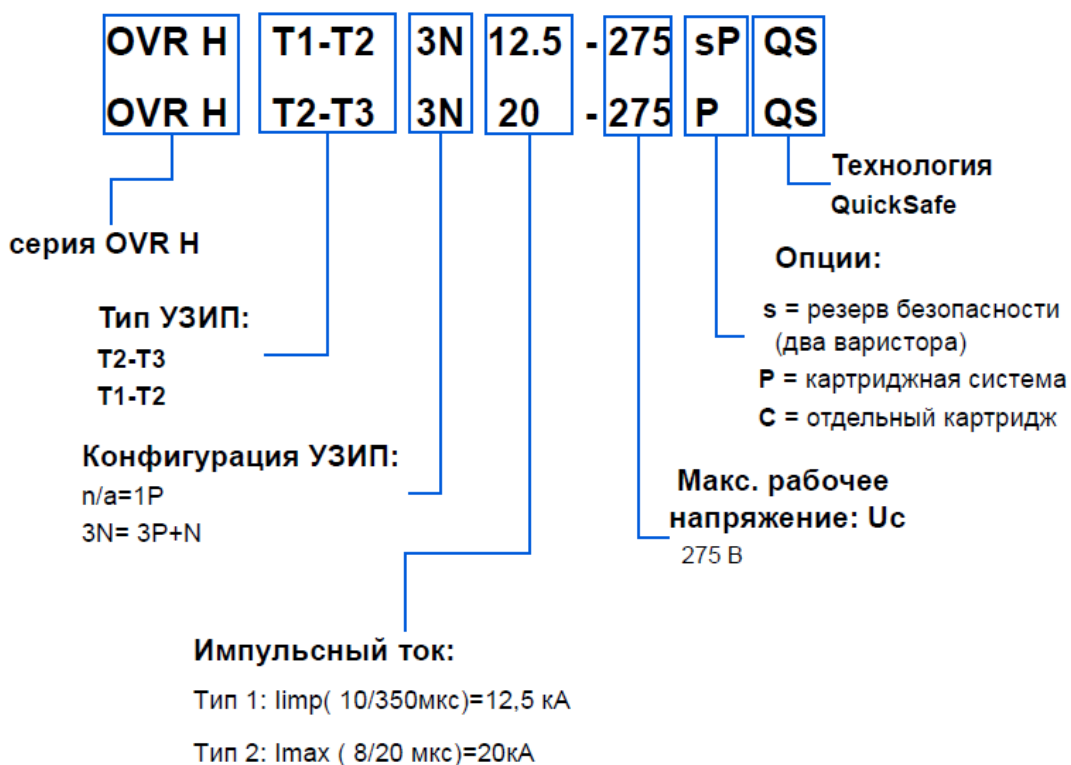 OVR H T1-T2 3N 12.5 - 275 sP QS
OVR H T2-T3 3N 20 - 275 P QS
Технология
QuickSafe
серия OVR H
Опции:
s = резерв безопасности
(два варистора)
P = картриджная система
C = отдельный картридж
Тип УЗИП:
T2-T3
T1-T2
Конфигурация УЗИП:
n/a=1P
3N= 3P+N
Макс. рабочее
напряжение: Uc
275 В
Импульсный ток:
Тип 1: Iimp( 10/350мкс)=12,5 кА
Тип 2: Imax ( 8/20 мкс)=20кА